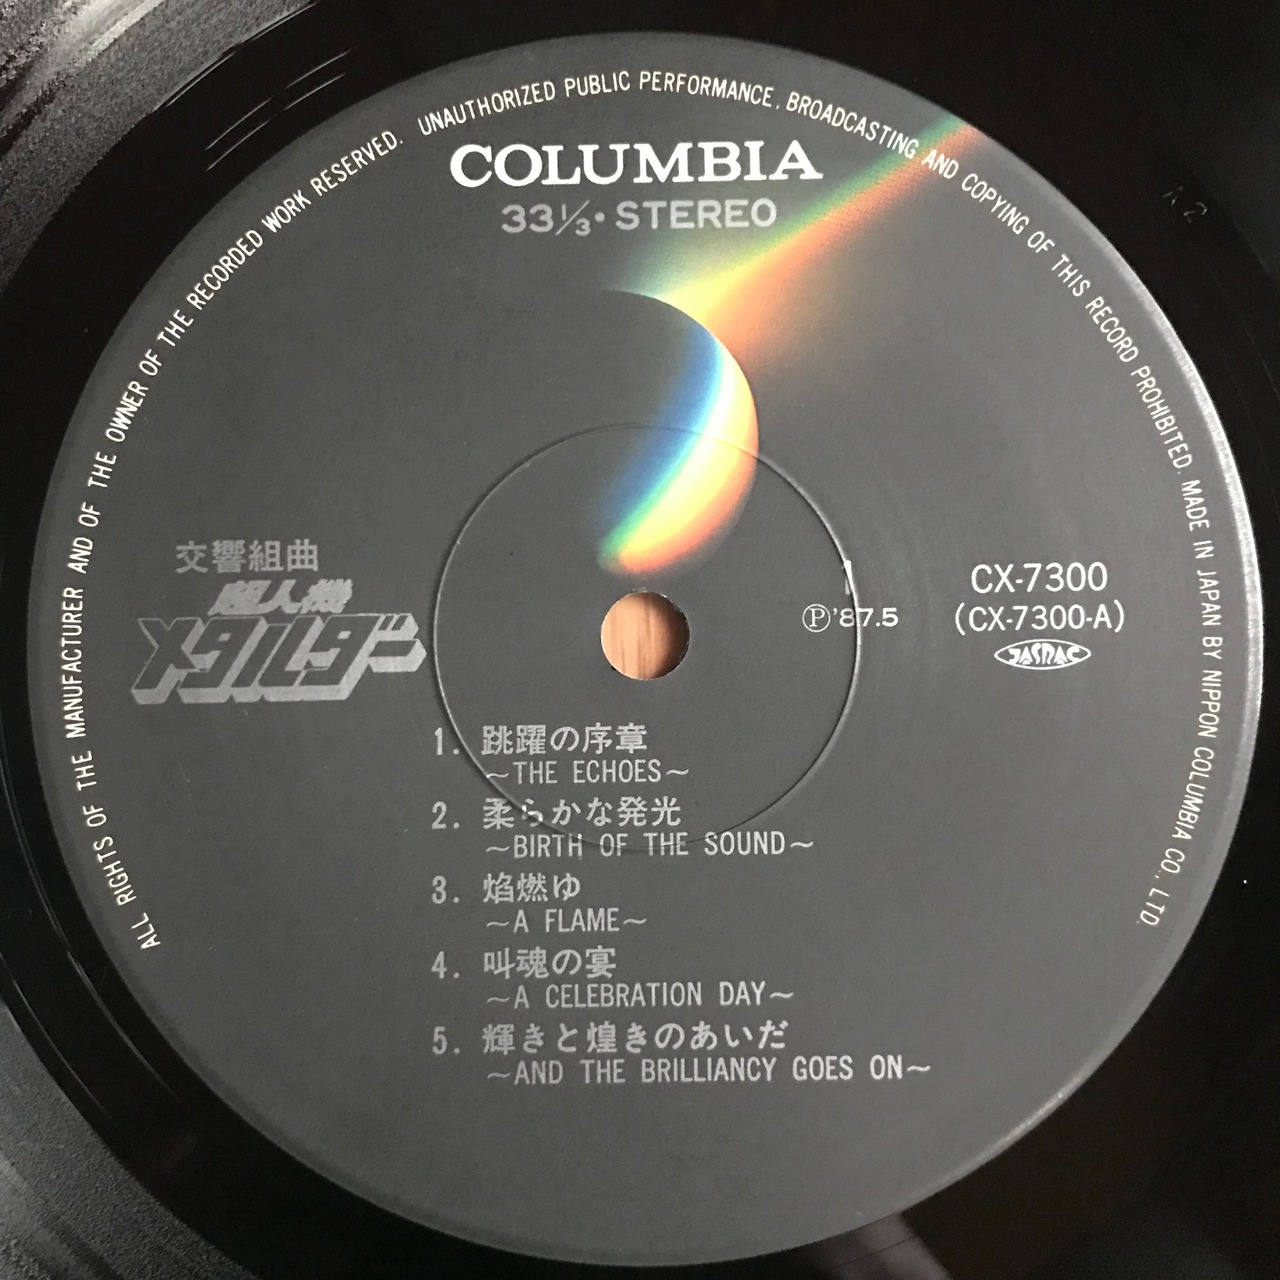 ALL RIGHTS OF THE MANUFACTURER AND OF THE OWNER OF THE RECORDED WORK RESERVED. UNAUTHORIZED PUBLIC PERFORMANCE, BROADCASTING AND COPYING OF THIS RECORD PROHIBITED. MADE IN JAPAN BY NIPPON COLUMBIA CO., LTD.
COLUMBIA
33⅓・STEREO
交響組曲
超人機
メタルダー
CX-7300
Ⓟ'87.5
(CX-7300-A)
JASRAC
1. 跳躍の序章
～THE ECHOES～
2. 柔らかな発光
～BIRTH OF THE SOUND～
3. 焔燃ゆ
～A FLAME～
4. 叫魂の宴
～A CELEBRATION DAY～
5. 輝きと煌きのあいだ
～AND THE BRILLIANCY GOES ON～